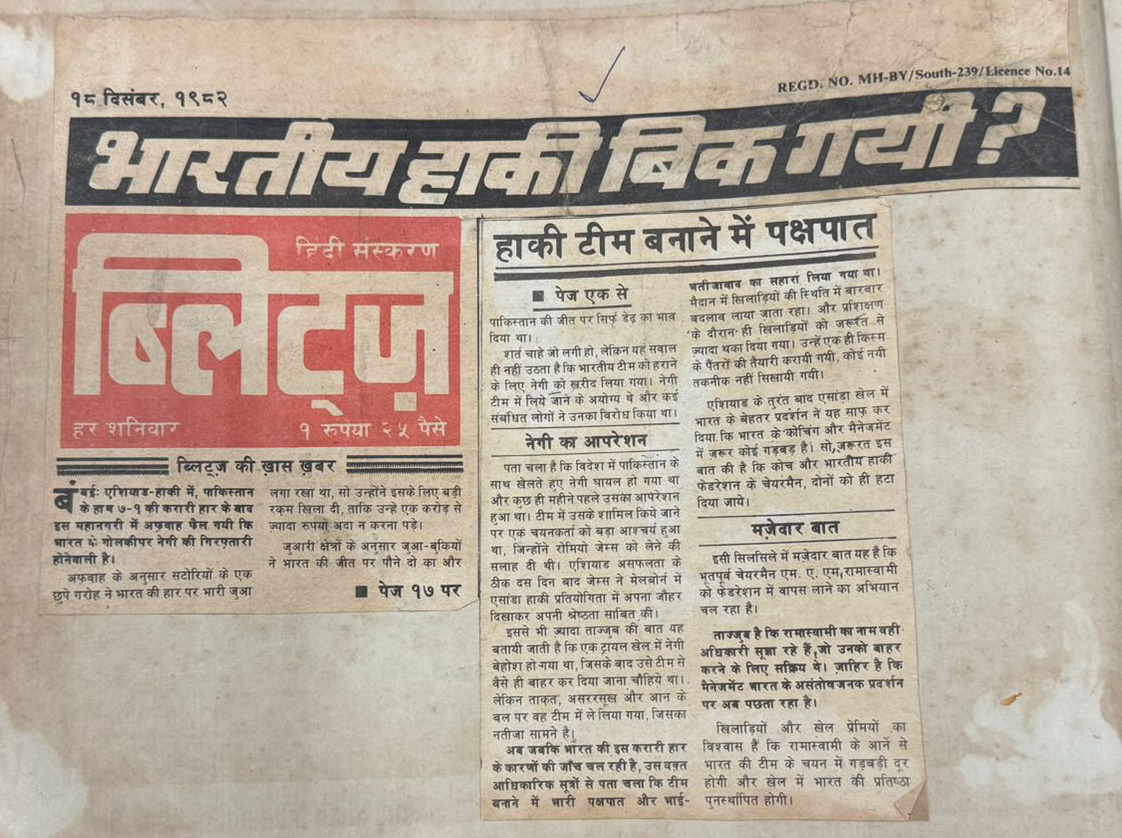 १८ दिसंबर, १९८२
REGD. NO. MH-BY/South-239/Licence No.14
भारतीय हाकी बिक गयी ?
हिंदी संस्करण
ब्लिट्ज़
हर शनिवार
१ रुपया २५ पैसे
ब्लिट्ज़ की ख़ास ख़बर
बंबई: एशियाड-हाकी में, पाकिस्तान
के हाथ ७-१ की करारी हार के बाद
इस महानगरी में अफ़वाह फैल गयी कि
भारत के गोलकीपर नेगी की गिरफ़्तारी
होनेवाली है।
अफ़वाह के अनुसार सटोरियों के एक
छुपे गरोह ने भारत की हार पर भारी जुआ
लगा रखा था, सो उन्होंने इसके लिए बड़ी
रक़म खिला दी, ताकि उन्हें एक करोड़ से
ज्यादा रुपयों अदा न करना पड़े।
जुआरी क्षेत्रों के अनुसार जुआ-बुकियों
ने भारत की जीत पर पौने दो का और
■ पेज १७ पर
हाकी टीम बनाने में पक्षपात
■ पेज एक से
पाकिस्तान की जीत पर सिर्फ़ डेढ़ का भाव
दिया था।
शर्त चाहे जो लगी हो, लेकिन यह सवाल
ही नहीं उठता है कि भारतीय टीम को हराने
के लिए नेगी को ख़रीद लिया गया। नेगी
टीम में लिये जाने के अयोग्य थे और कई
संबंधित लोगों ने उनका विरोध किया था।
नेगी का आपरेशन
पता चला है कि विदेश में पाकिस्तान के
साथ खेलते हुए नेगी घायल हो गया था
और कुछ ही महीने पहले उसका आपरेशन
हुआ था। टीम में उसके शामिल किये जाने
पर एक चयनकर्ता को बड़ा आश्चर्य हुआ
था, जिन्होंने रोमियो जेम्स को लेने की
सलाह दी थी। एशियाड असफलता के
ठीक दस दिन बाद जेम्स ने मेलबोर्न में
एसांडा हाकी प्रतियोगिता में अपना जौहर
दिखाकर अपनी श्रेष्ठता साबित की।
इससे भी ज्यादा ताज्जुब की बात यह
बतायी जाती है कि एक ट्रायल खेल में नेगी
बेहोश हो गया था, जिसके बाद उसे टीम से
वैसे ही बाहर कर दिया जाना चाहिये था।
लेकिन ताक़त, असररसूख़ और आन के
बल पर वह टीम में ले लिया गया, जिसका
नतीजा सामने है।
अब जबकि भारत की इस करारी हार
के कारणों की जाँच चल रही है, उस वक़्त
आधिकारिक सूत्रों से पता चला कि टीम
बनाने में भारी पक्षपात और भाई-
भतीजावाद का सहारा लिया गया था।
मैदान में खिलाड़ियों की स्थिति में बारबार
बदलाव लाया जाता रहा। और प्रशिक्षण
के दौरान ही खिलाड़ियों को जरूरत से
ज्यादा थका दिया गया। उन्हें एक ही किस्म
के पैंतरों की तैयारी करायी गयी, कोई नयी
तकनीक नहीं सिखायी गयी।
एशियाड के तुरंत बाद एसांडा खेल में
भारत के बेहतर प्रदर्शन ने यह साफ़ कर
दिया कि भारत के कोचिंग और मैनेजमेंट
में ज़रूर कोई गड़बड़ है। सो, ज़रूरत इस
बात की है कि कोच और भारतीय हाकी
फेडरेशन के चेयरमैन, दोनों को ही हटा
दिया जाये।
मज़ेदार बात
इसी सिलसिले में मज़ेदार बात यह है कि
भूतपूर्व चेयरमैन एम. ए. एम. रामास्वामी
को फेडरेशन में वापस लाने का अभियान
चल रहा है।
ताज्जुब है कि रामास्वामी का नाम वही
अधिकारी सुझा रहे हैं, जो उनको बाहर
करने के लिए सक्रिय थे। ज़ाहिर है कि
मैनेजमेंट भारत के असंतोषजनक प्रदर्शन
पर अब पछता रहा है।
खिलाड़ियों और खेल प्रेमियों का
विश्वास है कि रामास्वामी के आने से
भारत की टीम के चयन में गड़बड़ी दूर
होगी और खेल में भारत की प्रतिष्ठा
पुनर्स्थापित होगी।